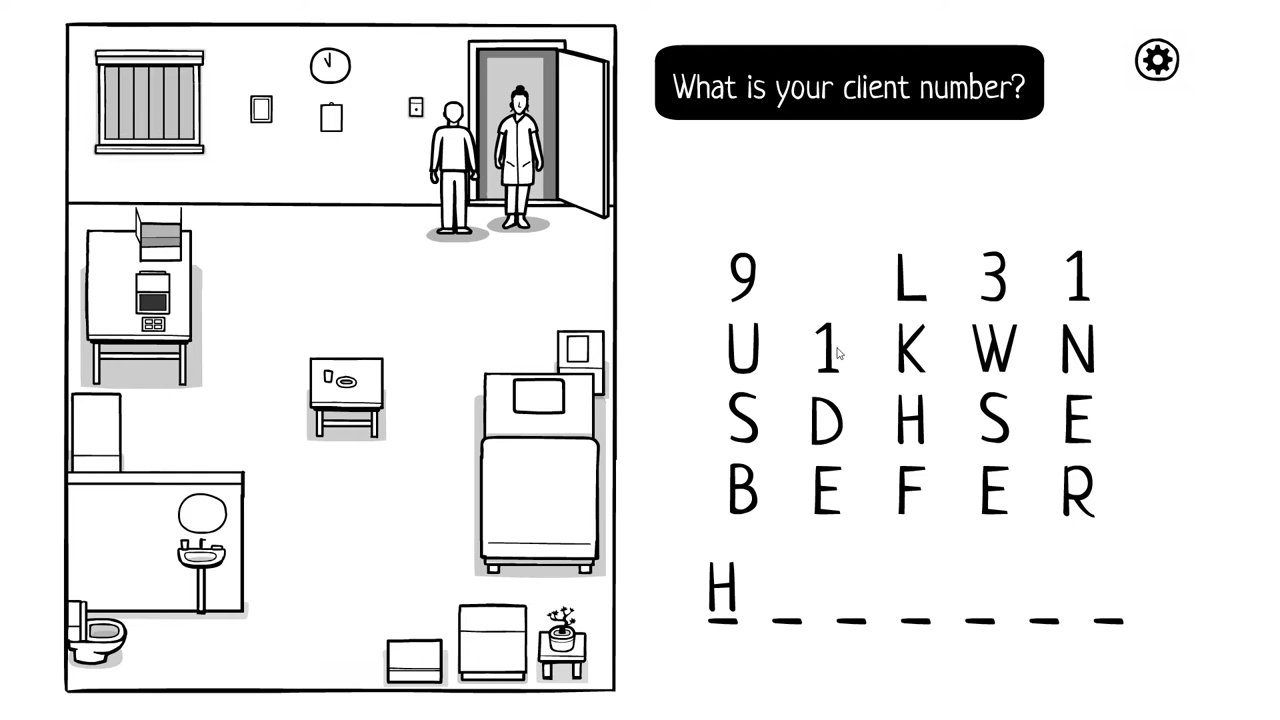 What is your client number?
9 L 3 1
U 1 K W N
S D H S E
B E F E R
H _ _ _ _ _ _